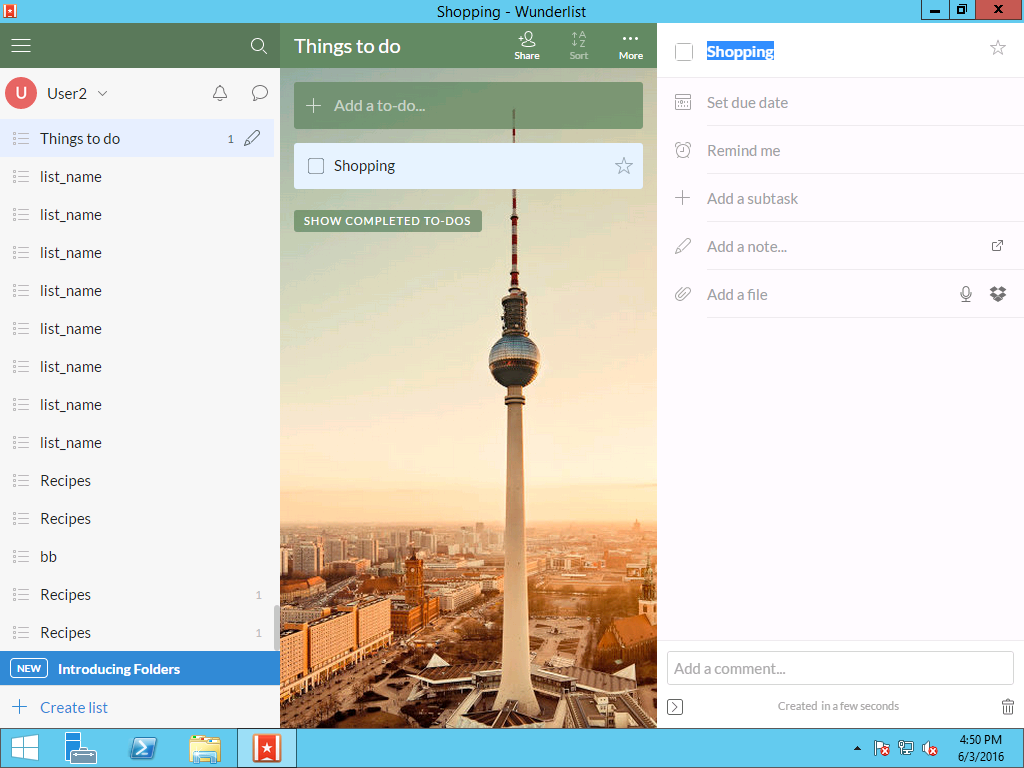 Shopping - Wunderlist
Things to do
Share
A
Z
Sort
More
Shopping
U
User2
Add a to-do...
Set due date
Things to do 1
Remind me
Shopping
list_name
Add a subtask
list_name
SHOW COMPLETED TO-DOS
Add a note...
list_name
list_name
Add a file
list_name
list_name
list_name
list_name
Recipes
Recipes
bb
Recipes 1
Recipes 1
NEW Introducing Folders
Add a comment...
Create list
Created in a few seconds
4:50 PM
6/3/2016